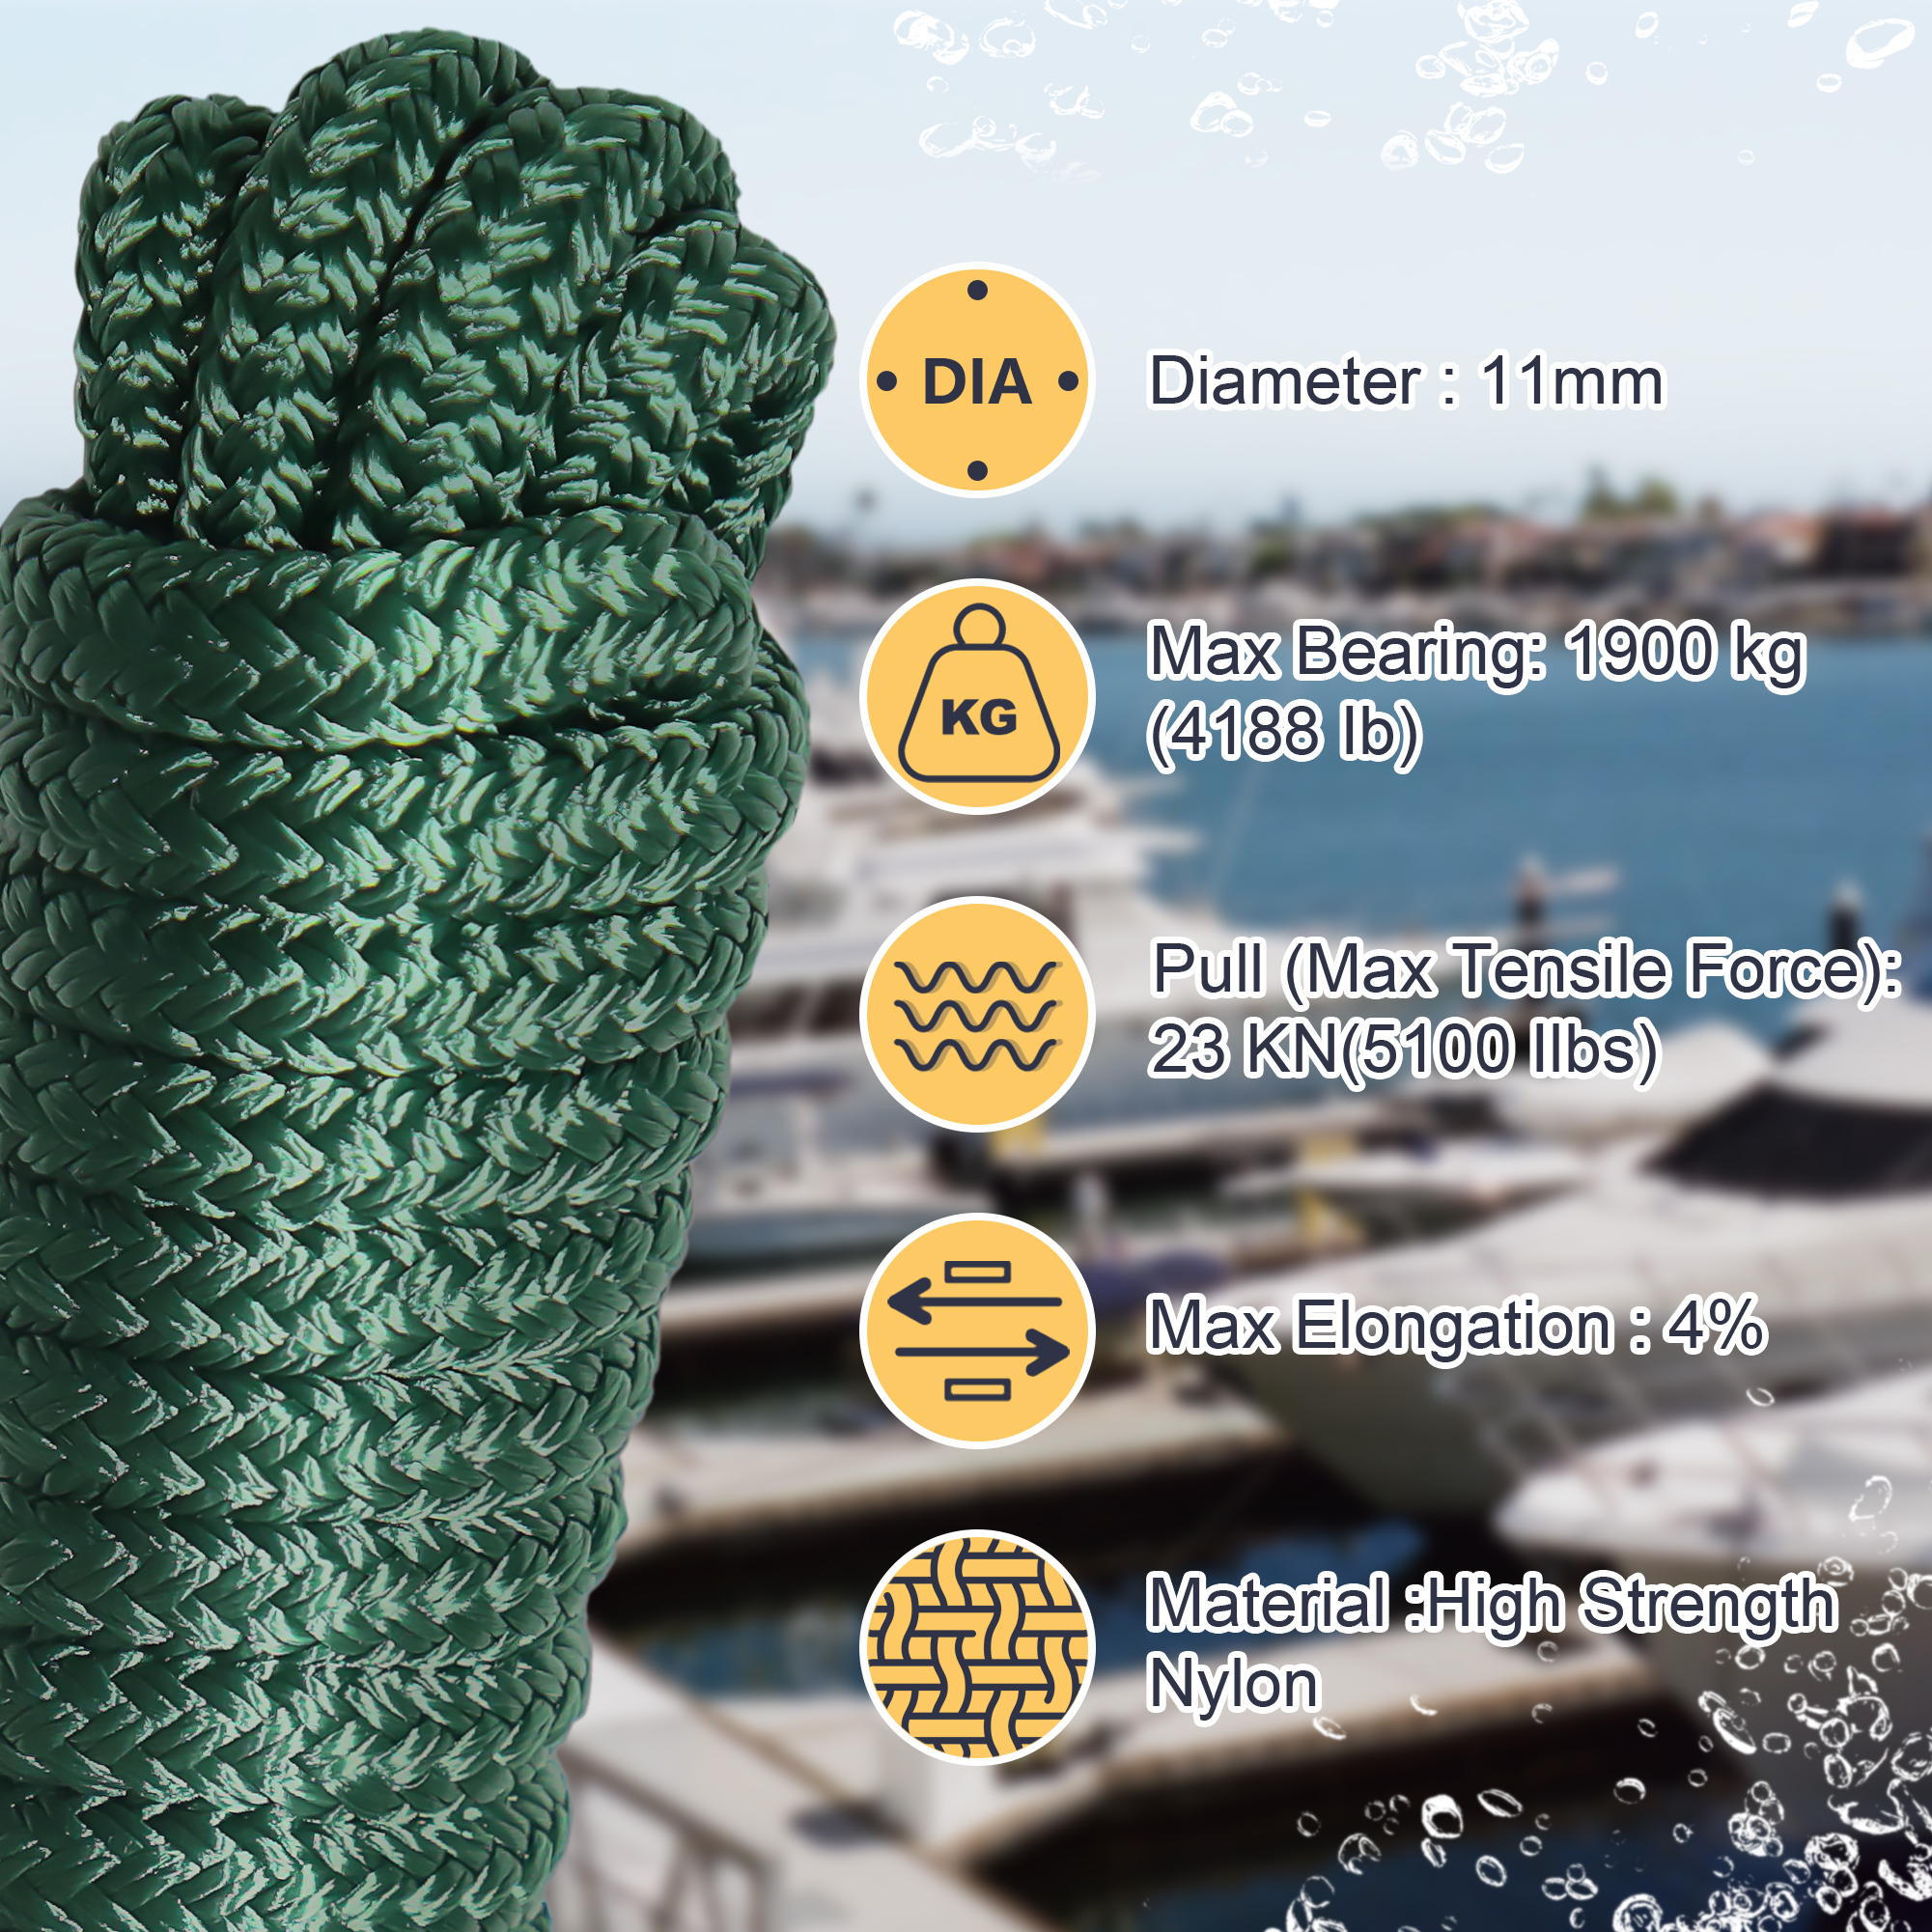 DIA
Diameter : 11mm
KG
Max Bearing: 1900 kg
(4188 lb)
Pull (Max Tensile Force):
23 KN(5100 llbs)
Max Elongation : 4%
Material :High Strength
Nylon